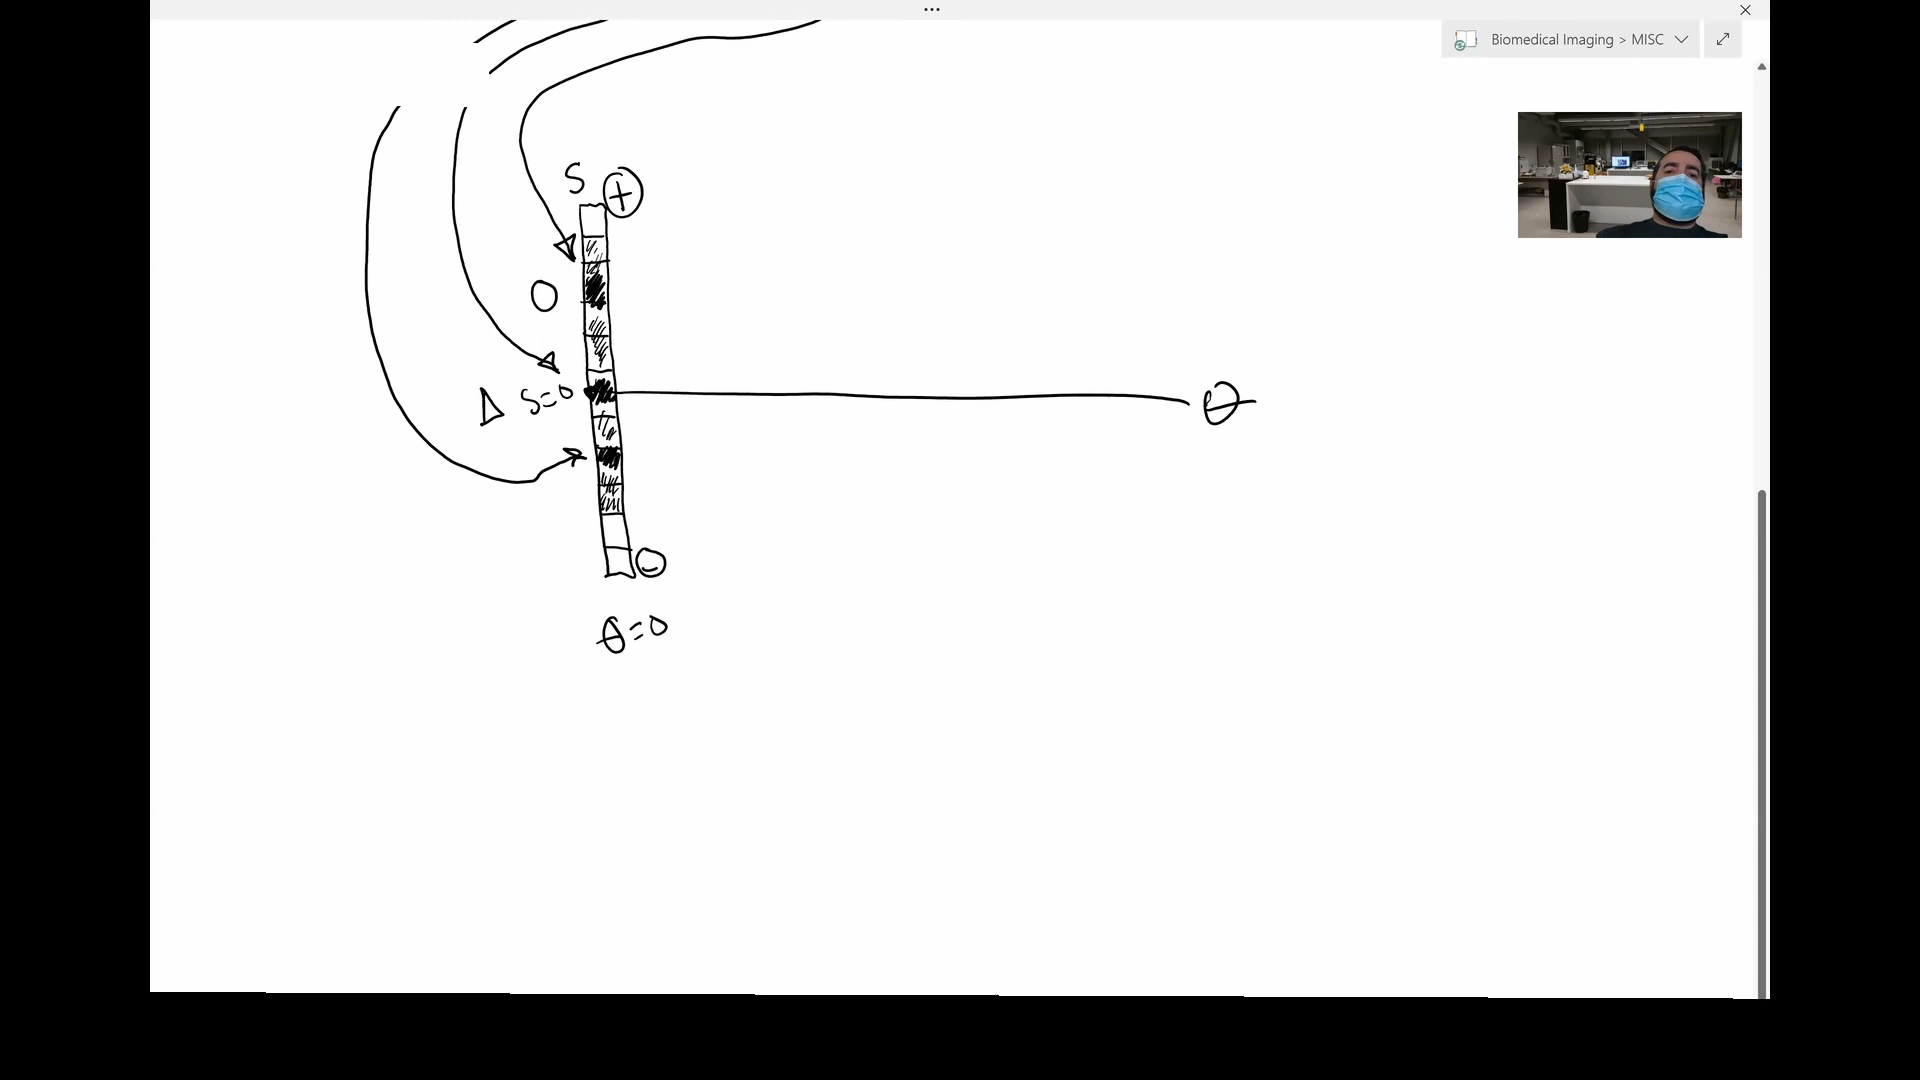 Biomedical Imaging > MISC
S +
O
Δ S=0 θ
-
θ=0